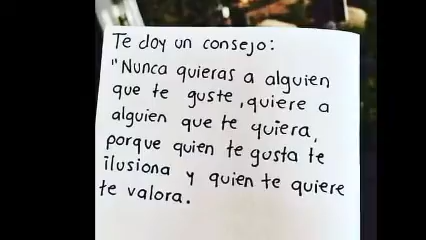 Te doy un consejo:
"Nunca quieras a alguien
que te guste, quiere a
alguien que te quiera,
porque quien te gusta te
ilusiona y quien te quiere
te valora.